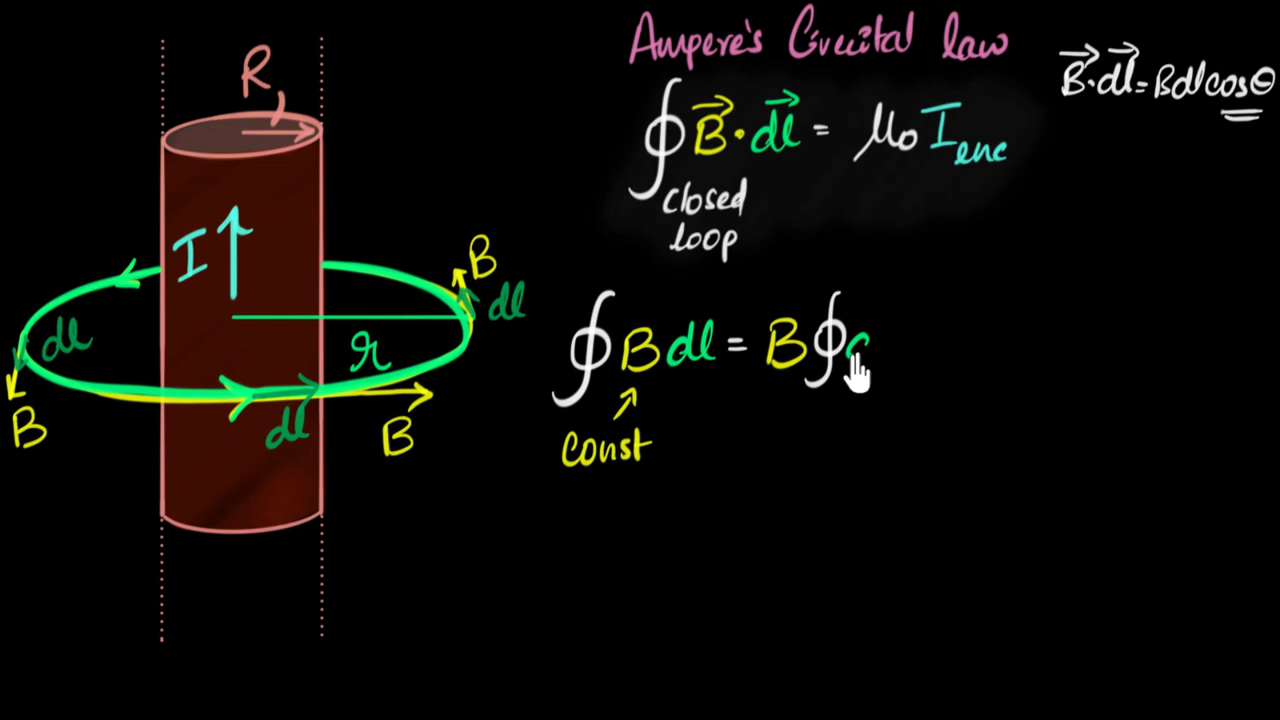 Ampere's Circuital law
B⃗·dl⃗ = Bdl cosθ
∮ B⃗·dl⃗ = μ₀ I_enc
closed
loop
R
I
B
dl
dl
r
B
dl
B
∮ B dl = B ∮
const